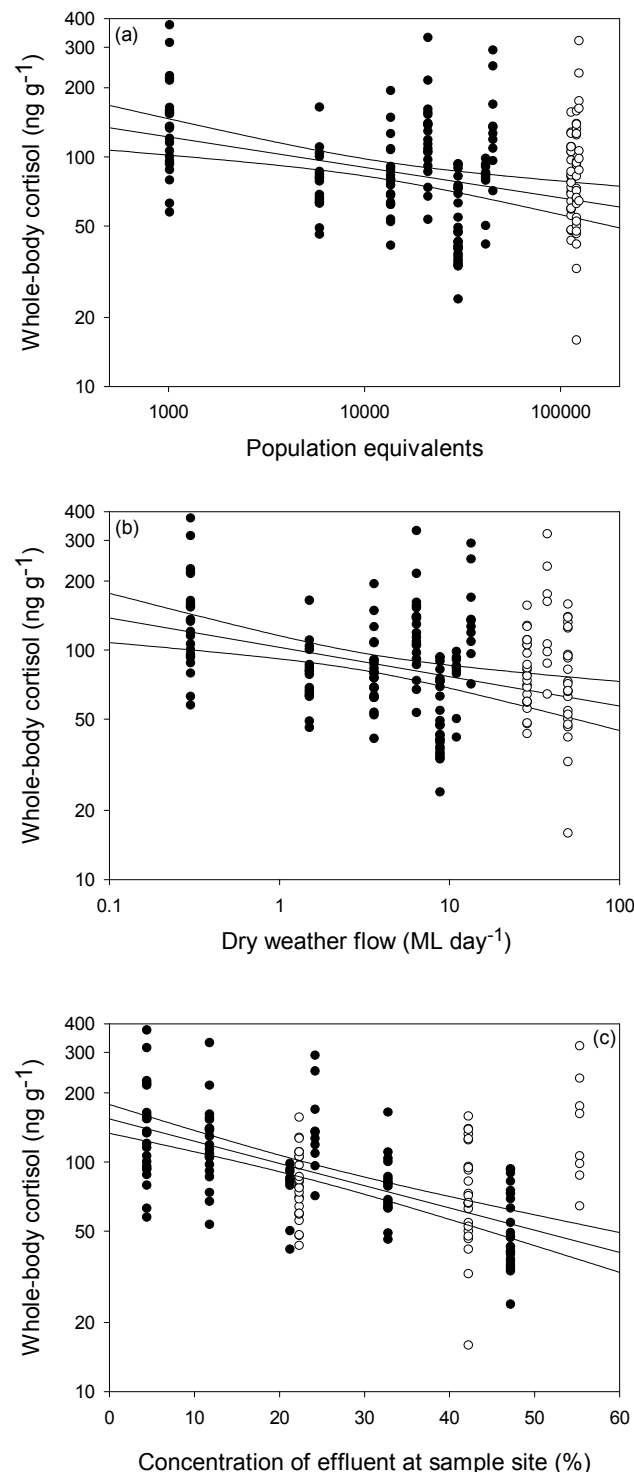 (a)
400
300
200
100
50
20
10
Whole-body cortisol (ng g⁻¹)
1000 10000 100000
Population equivalents
(b)
400
300
200
100
50
20
10
Whole-body cortisol (ng g⁻¹)
0.1 1 10 100
Dry weather flow (ML day⁻¹)
(c)
400
300
200
100
50
20
10
Whole-body cortisol (ng g⁻¹)
0 10 20 30 40 50 60
Concentration of effluent at sample site (%)